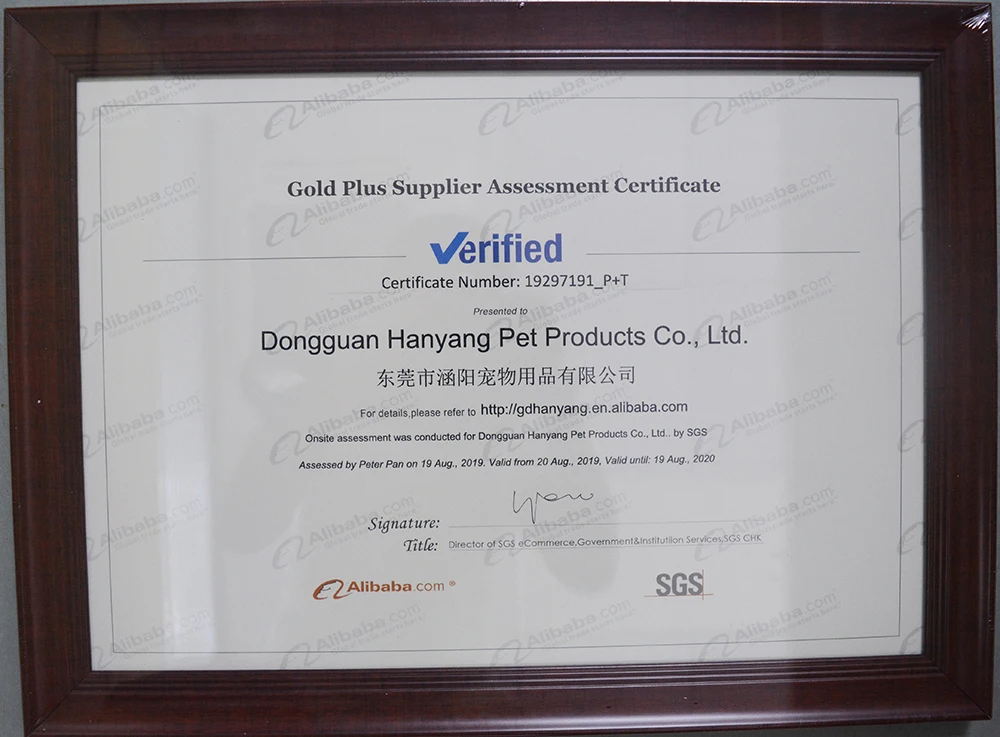 Gold Plus Supplier Assessment Certificate
Verified
Certificate Number: 19297191_P+T
Presented to
Dongguan Hanyang Pet Products Co., Ltd.
东莞市涵阳宠物用品有限公司
For details,please refer to http://gdhanyang.en.alibaba.com
Onsite assessment was conducted for Dongguan Hanyang Pet Products Co., Ltd.. by SGS
Assessed by Peter Pan on 19 Aug., 2019. Valid from 20 Aug., 2019, Valid until: 19 Aug., 2020
Signature:
Title: Director of SGS eCommerce,Government&Institutiion Services,SGS CHK
Alibaba.com ®
SGS